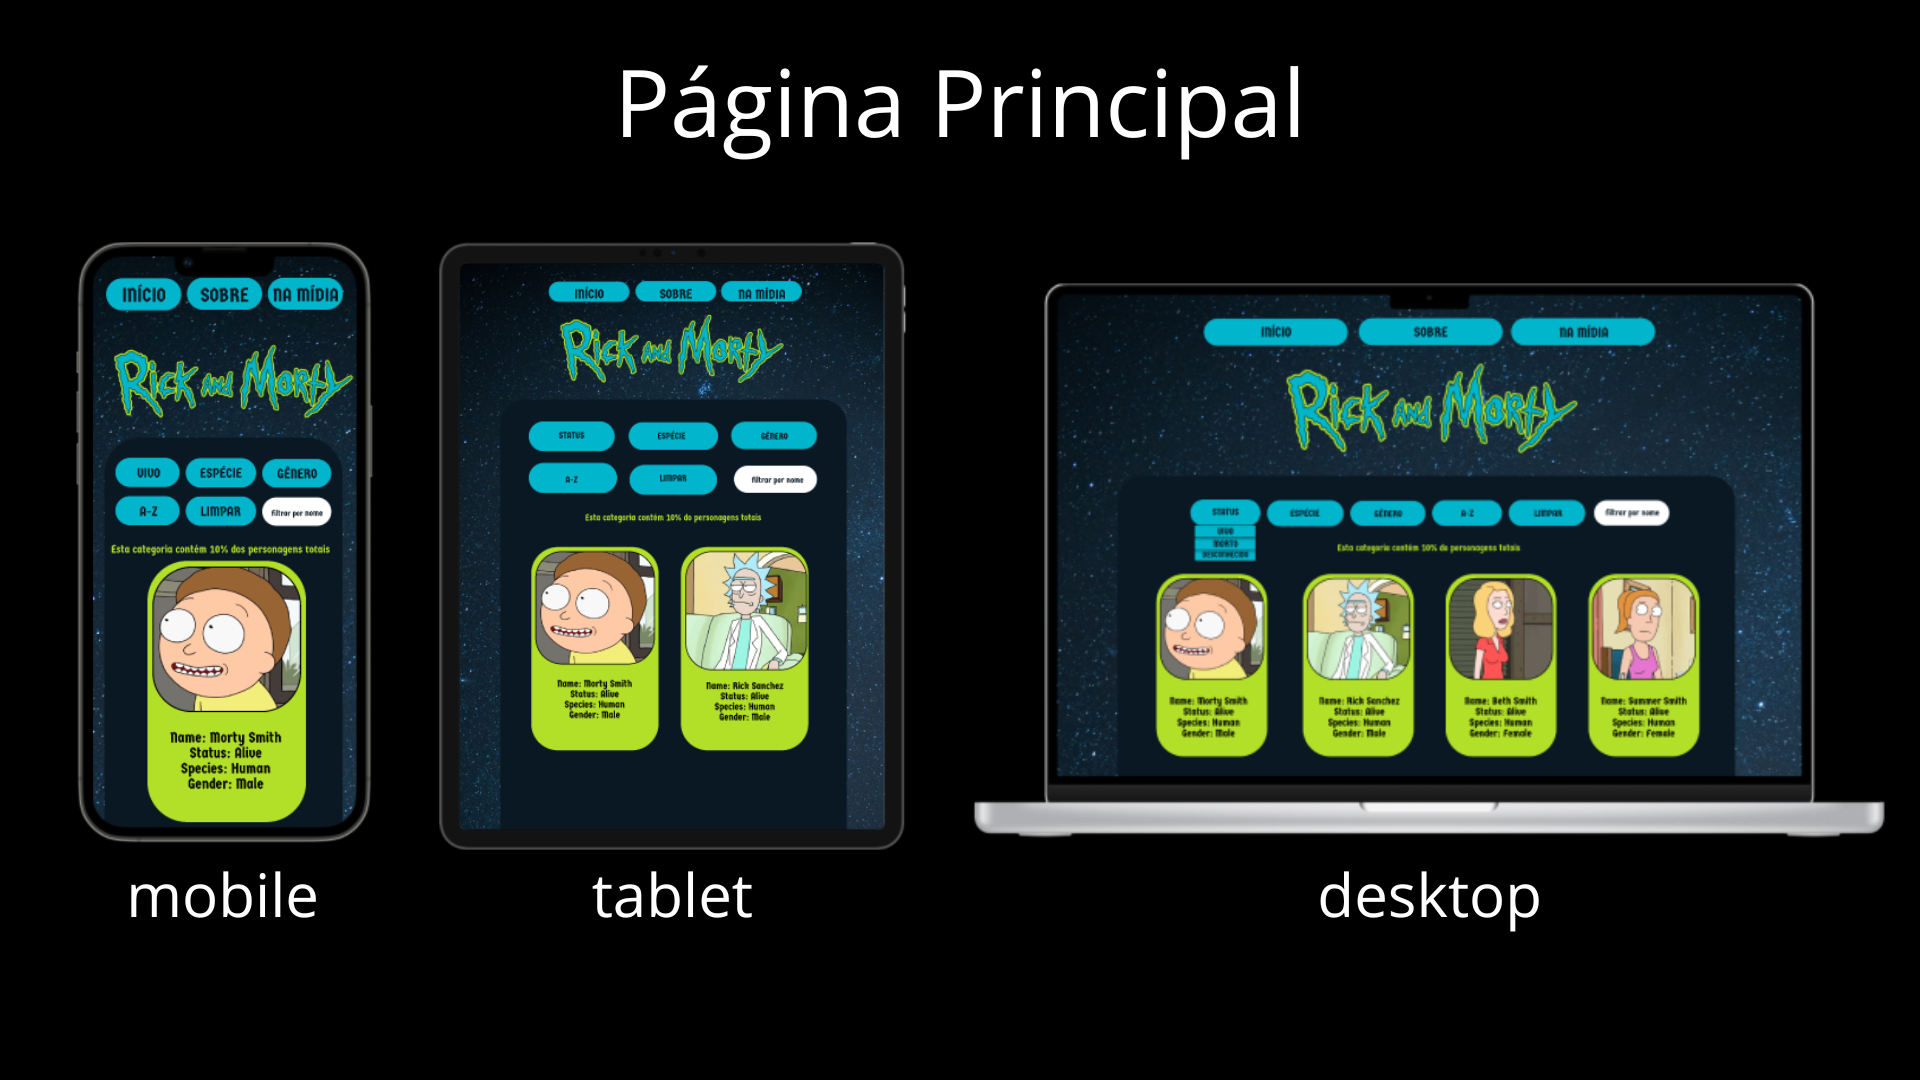 Página Principal
INÍCIO SOBRE NA MÍDIA
Rick and Morty
VIVO ESPÉCIE GÊNERO
A-Z LIMPAR filtrar por nome
Esta categoria contém 10% dos personagens totais
Name: Morty Smith
Status: Alive
Species: Human
Gender: Male
mobile
INÍCIO SOBRE NA MÍDIA
Rick and Morty
STATUS ESPÉCIE GÊNERO
A-Z LIMPAR filtrar por nome
Esta categoria contém 10% do personagens totais
Name: Morty Smith
Status: Alive
Species: Human
Gender: Male
Name: Rick Sanchez
Status: Alive
Species: Human
Gender: Male
tablet
INÍCIO SOBRE NA MÍDIA
Rick and Morty
STATUS ESPÉCIE GÊNERO A-Z LIMPAR filtrar por nome
VIVO
MORTO
DESCONHECIDO
Esta categoria contém 10% do personagens totais
Name: Morty Smith
Status: Alive
Species: Human
Gender: Male
Name: Rick Sanchez
Status: Alive
Species: Human
Gender: Male
Name: Beth Smith
Status: Alive
Species: Human
Gender: Female
Name: Summer Smith
Status: Alive
Species: Human
Gender: Female
desktop